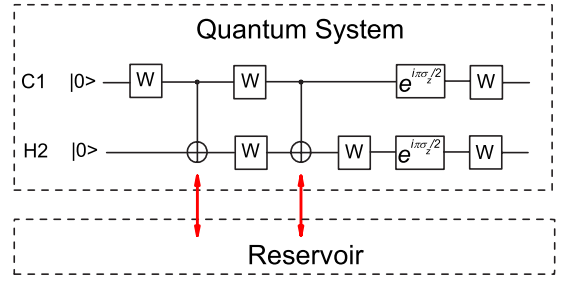 Quantum System
C1 |0> W W e^{iπσ_z/2} W
H2 |0> W W e^{iπσ_z/2} W
Reservoir